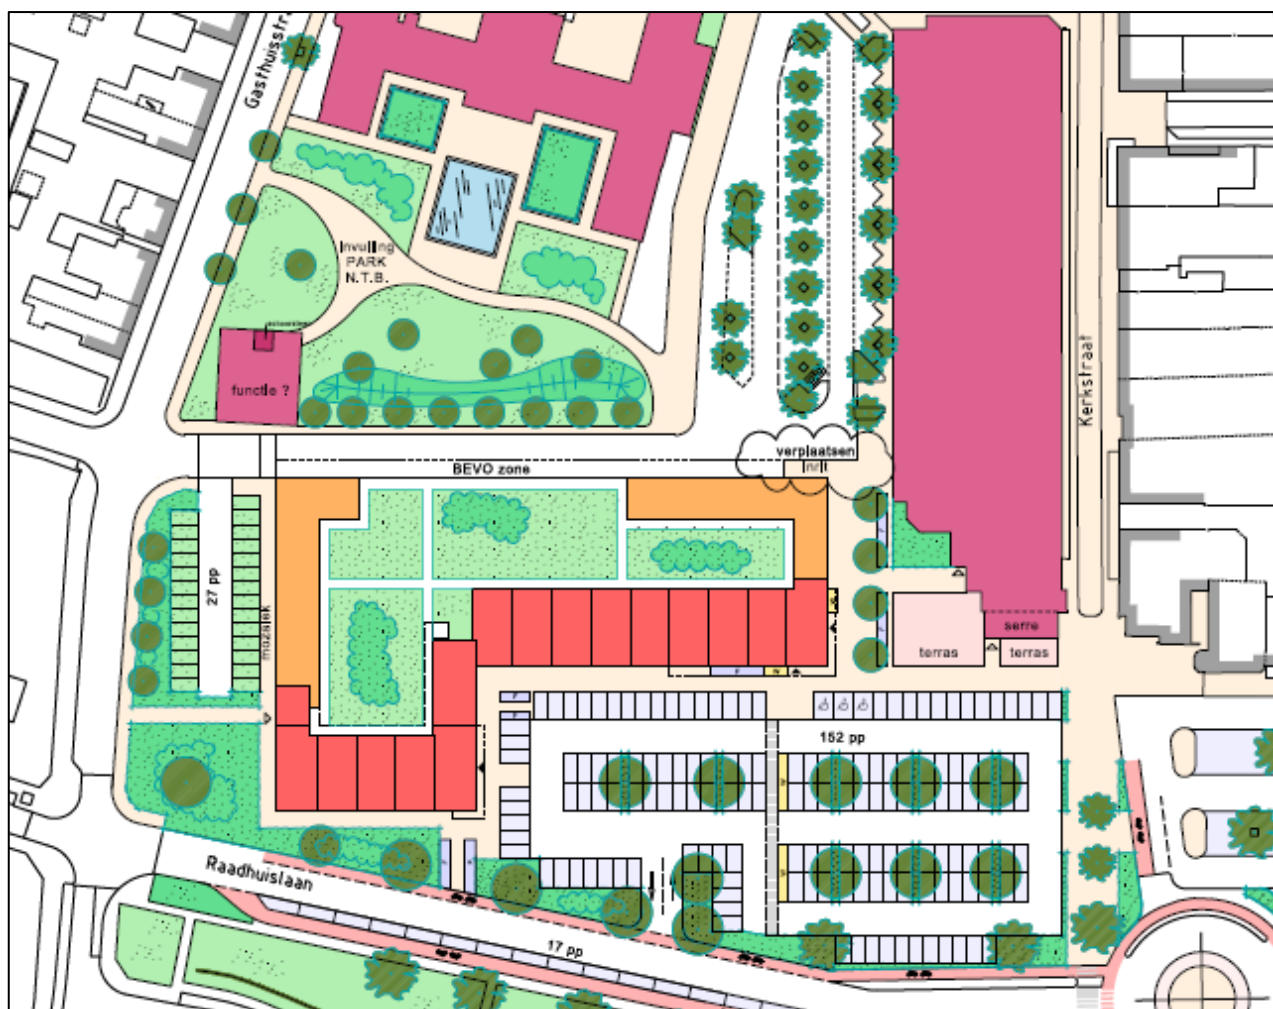 Gasthuisstr
Invulling
PARK
N.T.B.
functie ?
Kerkstraat
verplaatsen
BEVO zone
27 pp
mozaiek
serre
terras
terras
152 pp
Raadhuislaan
17 pp